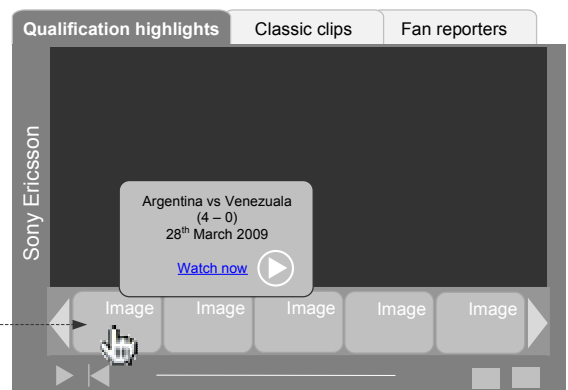 Qualification highlights
Classic clips
Fan reporters
Sony Ericsson
Argentina vs Venezuala
(4 – 0)
28th March 2009
Watch now
Image
Image
Image
Image
Image